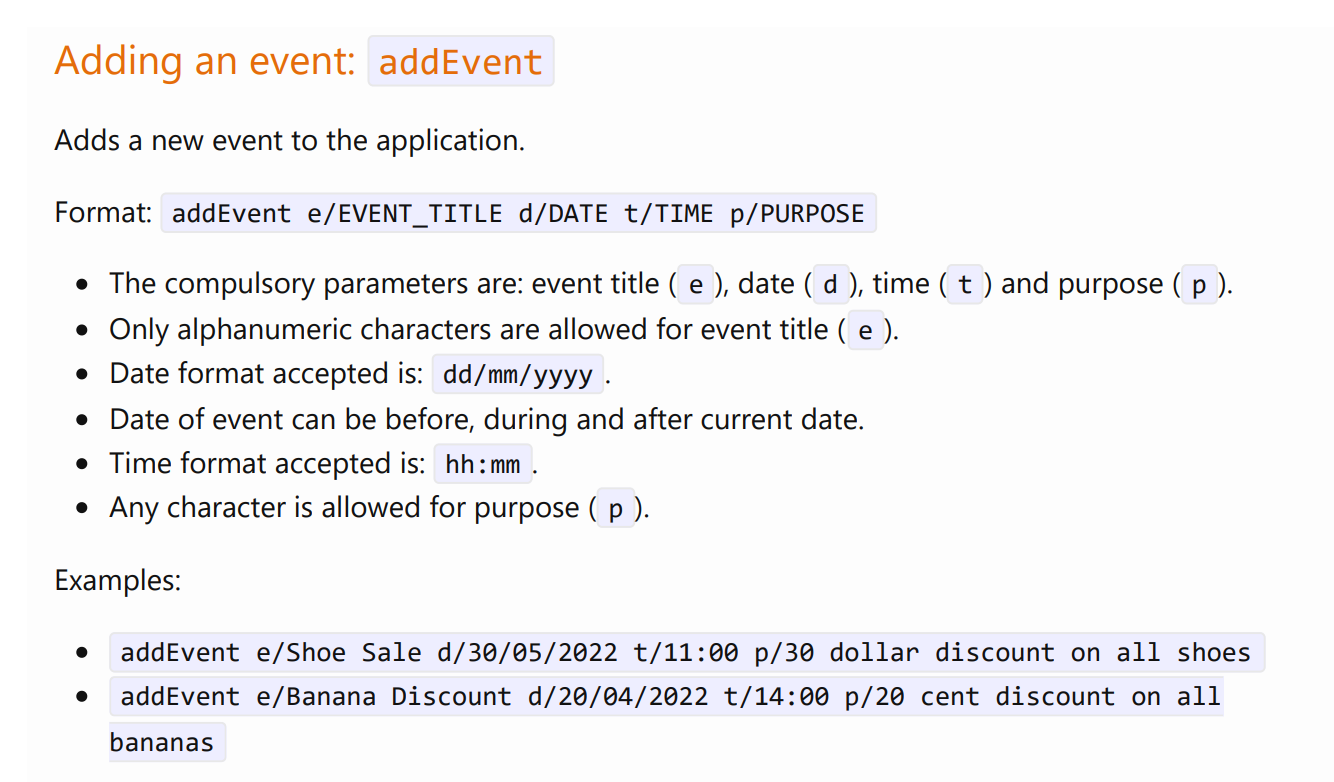 Adding an event: addEvent
Adds a new event to the application.
Format: addEvent e/EVENT_TITLE d/DATE t/TIME p/PURPOSE
• The compulsory parameters are: event title ( e ), date ( d ), time ( t ) and purpose ( p ).
• Only alphanumeric characters are allowed for event title ( e ).
• Date format accepted is: dd/mm/yyyy .
• Date of event can be before, during and after current date.
• Time format accepted is: hh:mm .
• Any character is allowed for purpose ( p ).
Examples:
• addEvent e/Shoe Sale d/30/05/2022 t/11:00 p/30 dollar discount on all shoes
• addEvent e/Banana Discount d/20/04/2022 t/14:00 p/20 cent discount on all
bananas